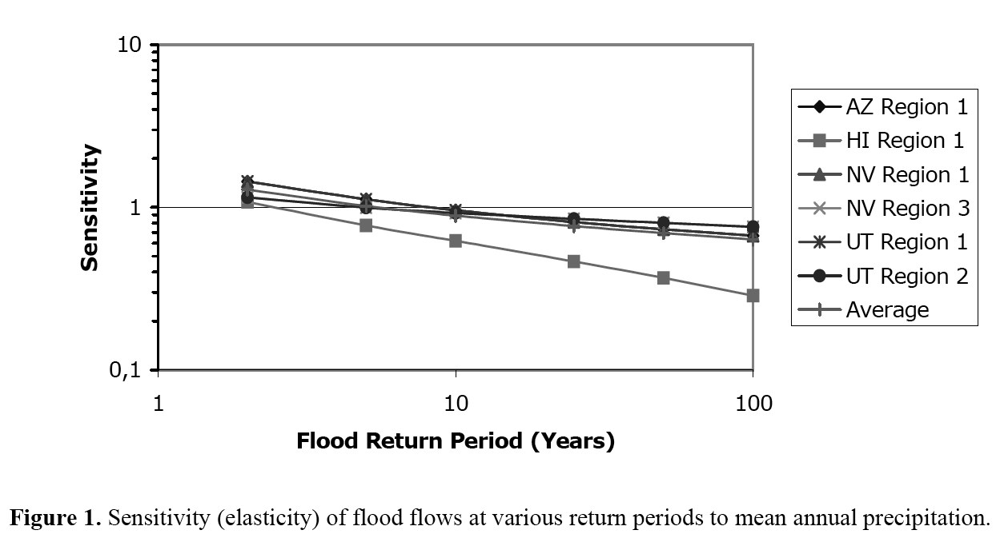 10
1
0,1
Sensitivity
1
10
100
Flood Return Period (Years)
AZ Region 1
HI Region 1
NV Region 1
NV Region 3
UT Region 1
UT Region 2
Average
Figure 1. Sensitivity (elasticity) of flood flows at various return periods to mean annual precipitation.